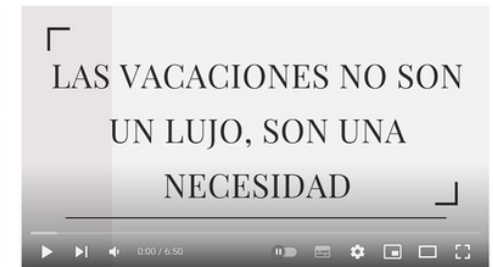 LAS VACACIONES NO SON
UN LUJO, SON UNA
NECESIDAD
0:00 / 6:50